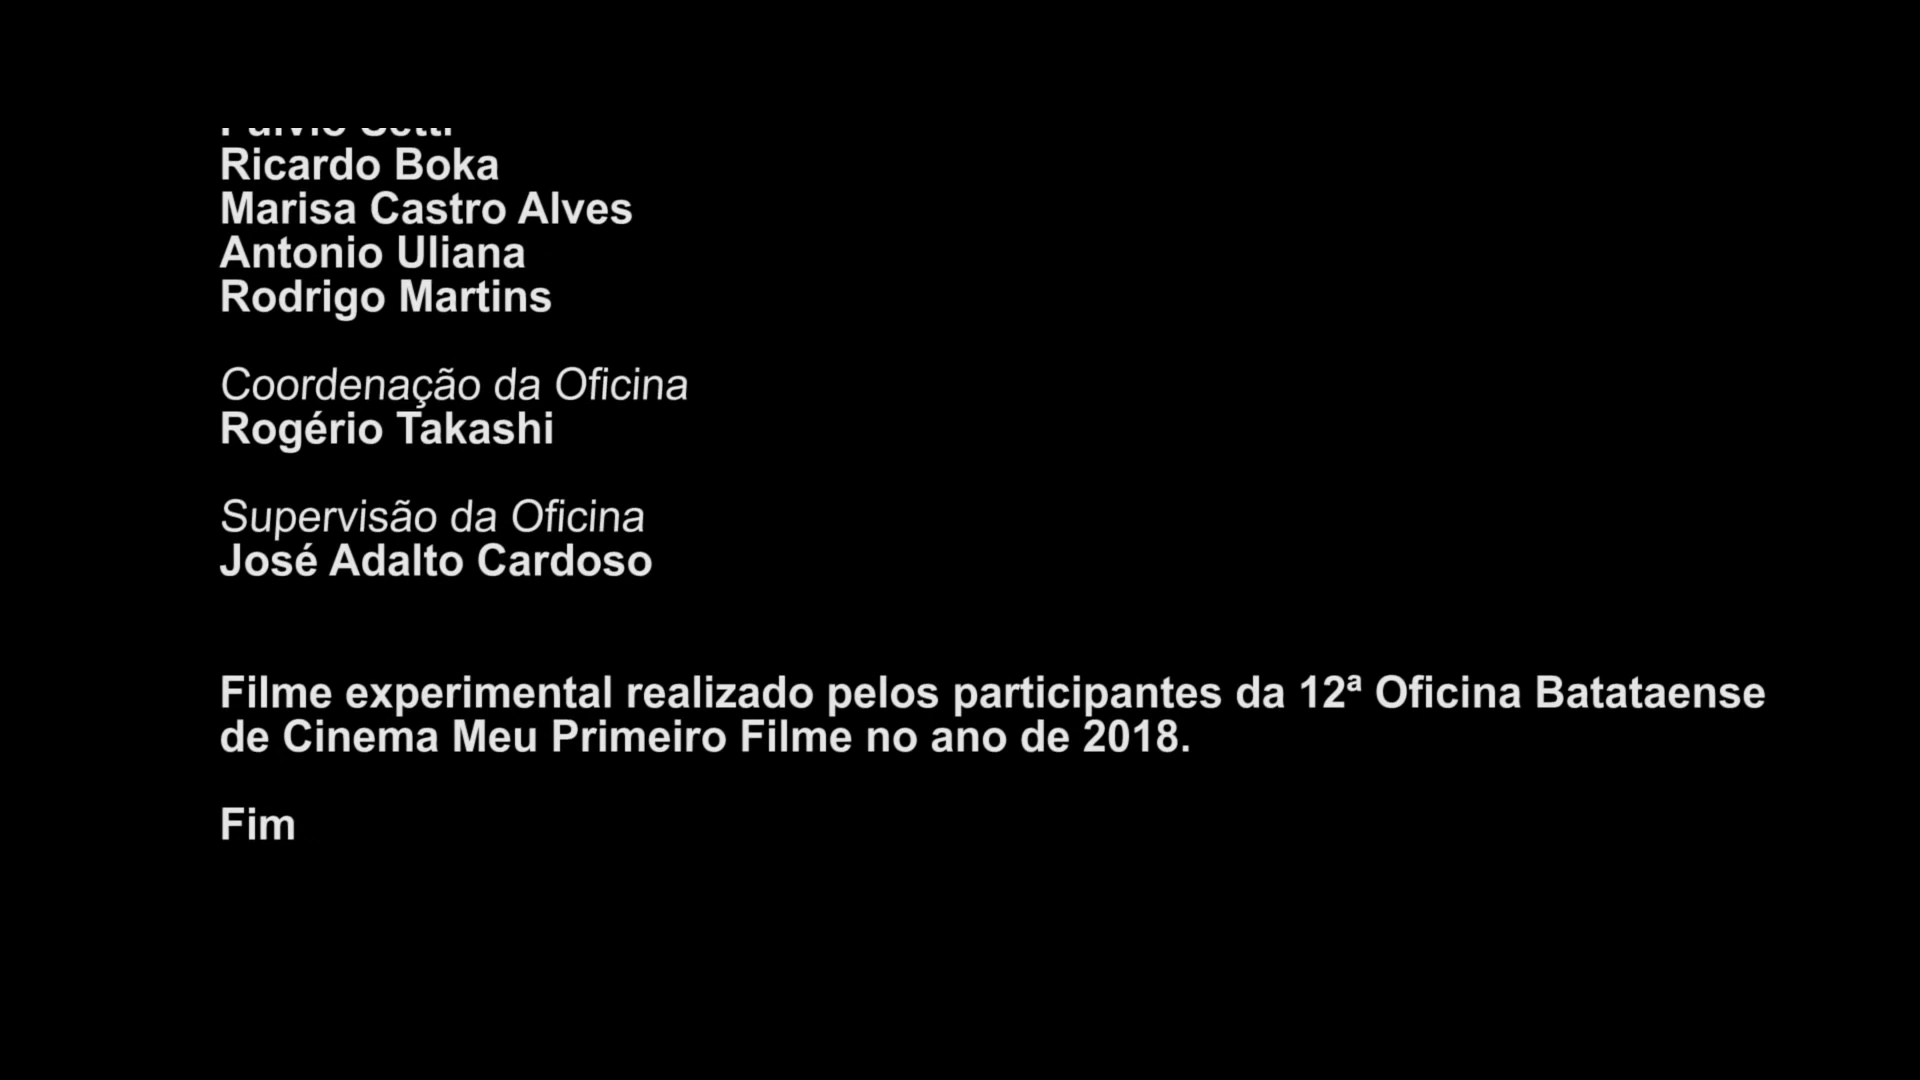 Ricardo Boka
Marisa Castro Alves
Antonio Uliana
Rodrigo Martins
Coordenação da Oficina
Rogério Takashi
Supervisão da Oficina
José Adalto Cardoso
Filme experimental realizado pelos participantes da 12ª Oficina Batataense
de Cinema Meu Primeiro Filme no ano de 2018.
Fim